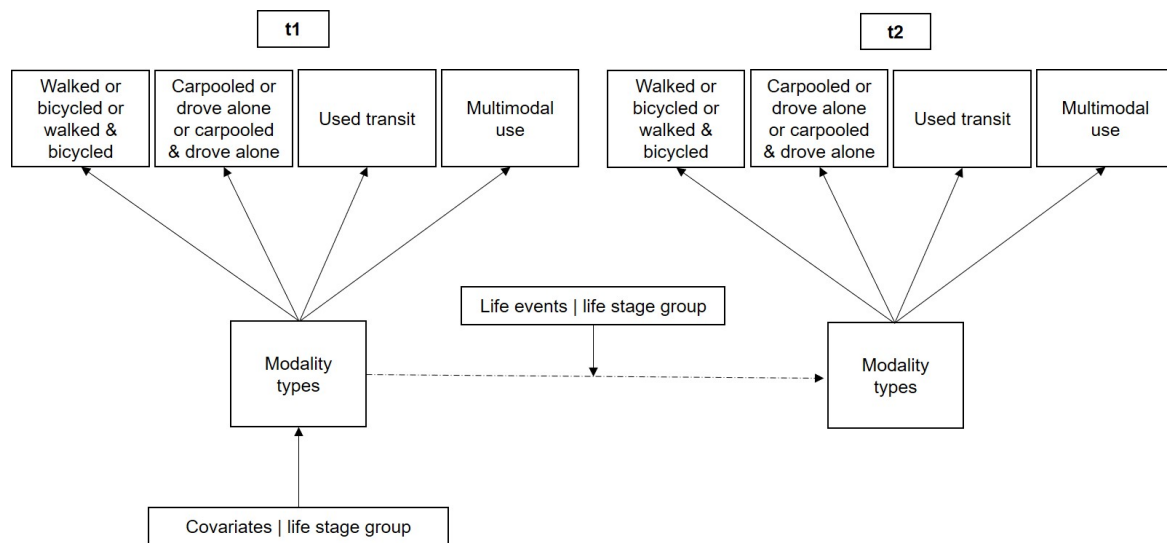 t1
t2
Walked or
bicycled or
walked &
bicycled
Carpooled or
drove alone
or carpooled
& drove alone
Used transit
Multimodal
use
Walked or
bicycled or
walked &
bicycled
Carpooled or
drove alone
or carpooled
& drove alone
Used transit
Multimodal
use
Life events | life stage group
Modality
types
Modality
types
Covariates | life stage group